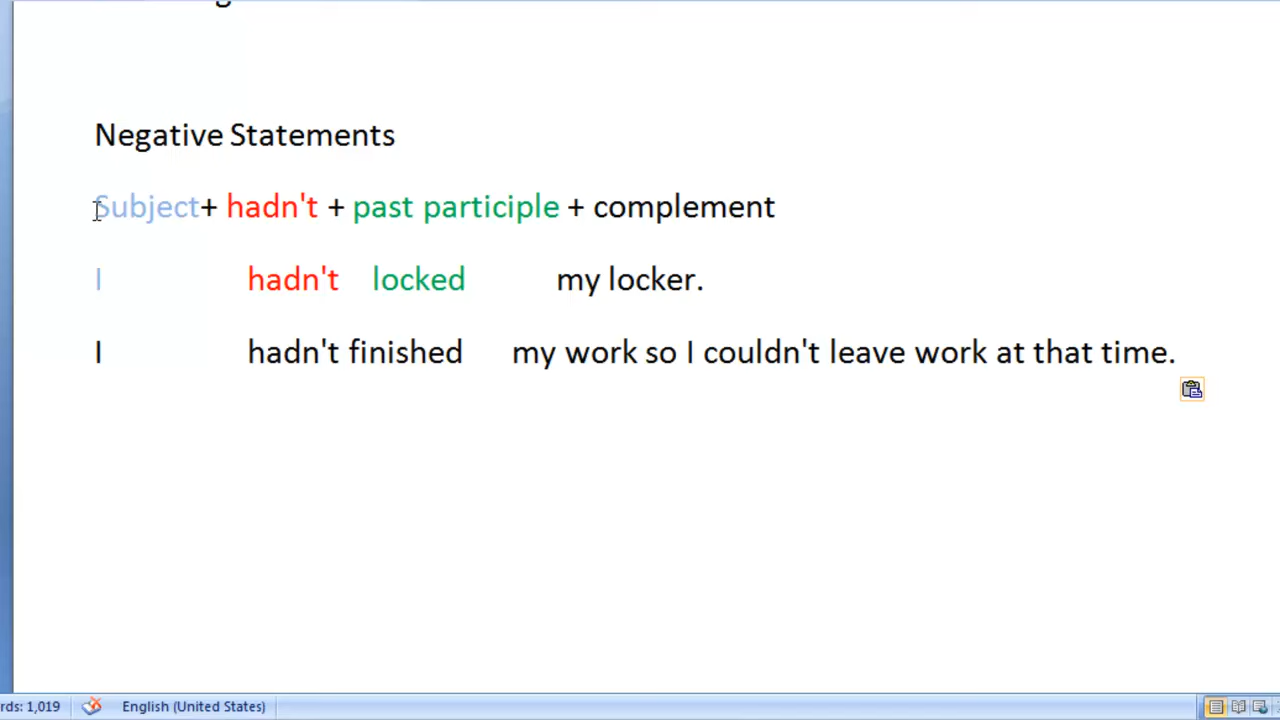 Negative Statements
Subject+ hadn't + past participle + complement
I hadn't locked my locker.
I hadn't finished my work so I couldn't leave work at that time.
rds: 1,019 English (United States)